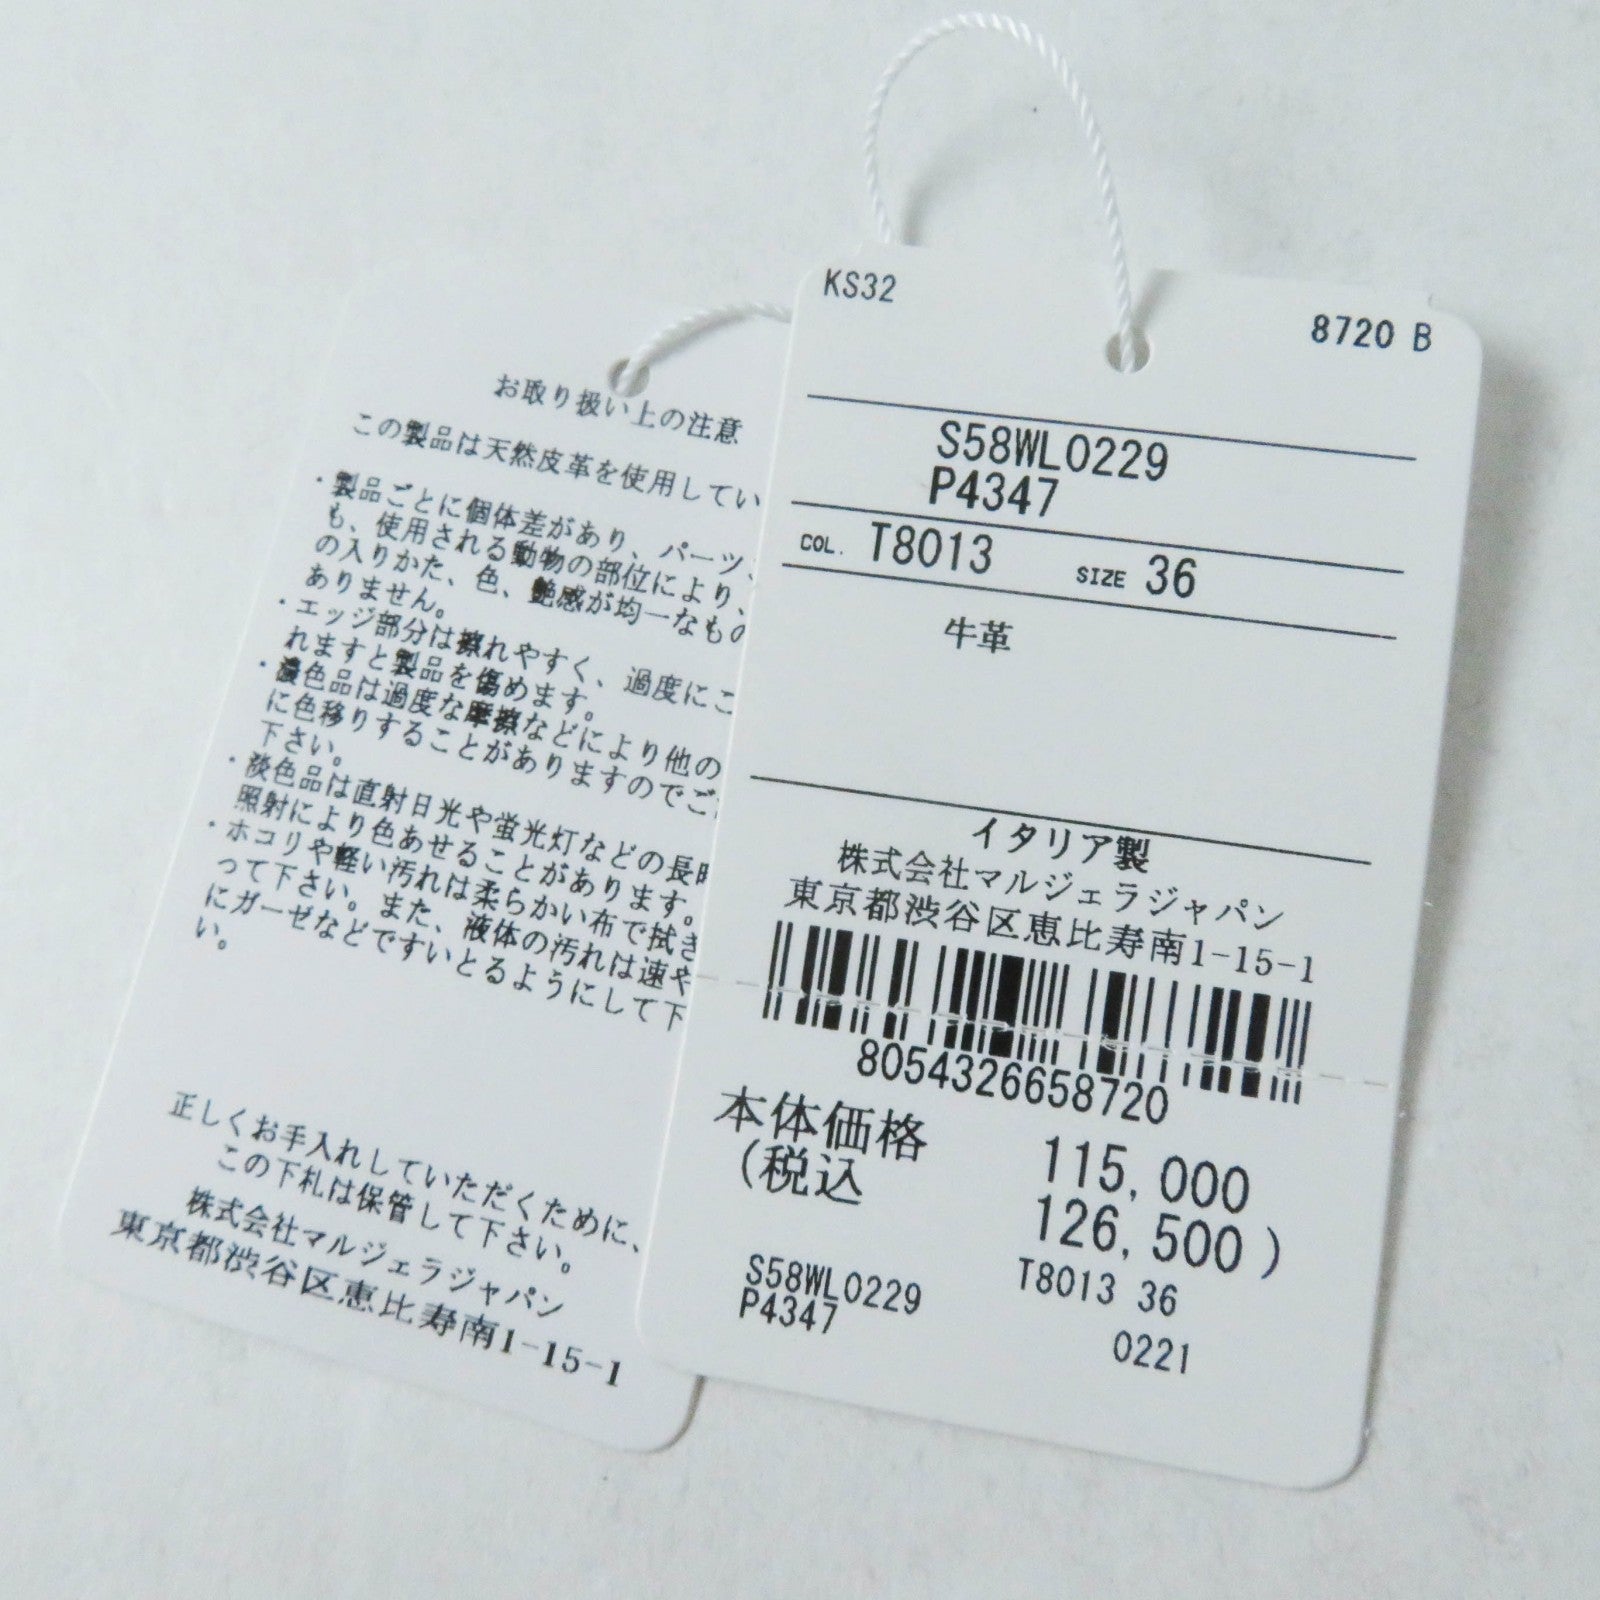 お取り扱い上の注意
この製品は天然皮革を使用してい
・製品ごとに個体差があり、パーツ
も、使用される動物の部位により、
の入りかた、色、艶感が均一なもの
ありません。
・エッジ部分は擦れやすく、過度にこ
れますと製品を傷めます。
・濃色品は過度な摩擦などにより他の
に色移りすることがありますのでご
下さい。
・淡色品は直射日光や蛍光灯などの長時
照射により色あせることがあります。
・ホコリや軽い汚れは柔らかい布で拭き
って下さい。また、液体の汚れは速や
にガーゼなどですいとるようにして下
い。
正しくお手入れしていただくために、
この下札は保管して下さい。
株式会社マルジェラジャパン
東京都渋谷区恵比寿南1-15-1
KS32
8720 B
S58WL0229
P4347
COL. T8013 SIZE 36
牛革
イタリア製
株式会社マルジェラジャパン
東京都渋谷区恵比寿南1-15-1
8054326658720
本体価格 115,000
(税込 126,500)
S58WL0229 T8013 36
P4347
0221